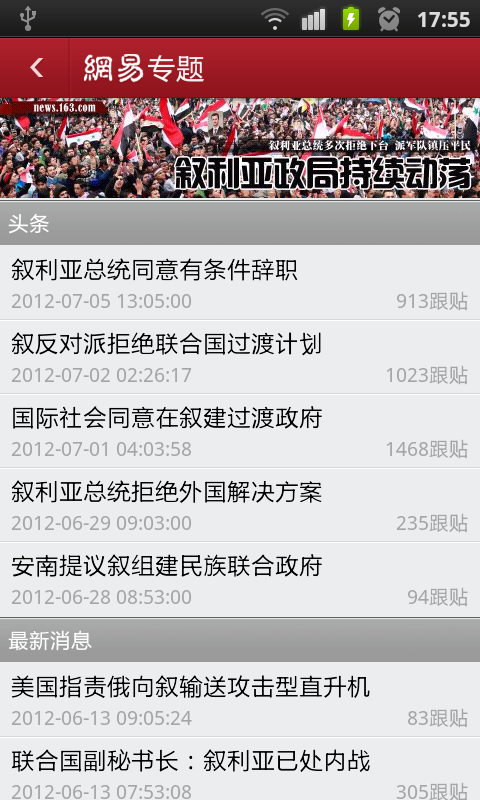 17:55
網易专题
news.163.com
叙利亚总统多次拒绝下台 派军队镇压平民
叙利亚政局持续动荡
头条
叙利亚总统同意有条件辞职
2012-07-05 13:05:00 913跟贴
叙反对派拒绝联合国过渡计划
2012-07-02 02:26:17 1023跟贴
国际社会同意在叙建过渡政府
2012-07-01 04:03:58 1468跟贴
叙利亚总统拒绝外国解决方案
2012-06-29 09:03:00 235跟贴
安南提议叙组建民族联合政府
2012-06-28 08:53:00 94跟贴
最新消息
美国指责俄向叙输送攻击型直升机
2012-06-13 09:05:24 83跟贴
联合国副秘书长：叙利亚已处内战
2012-06-13 07:53:08 305跟贴